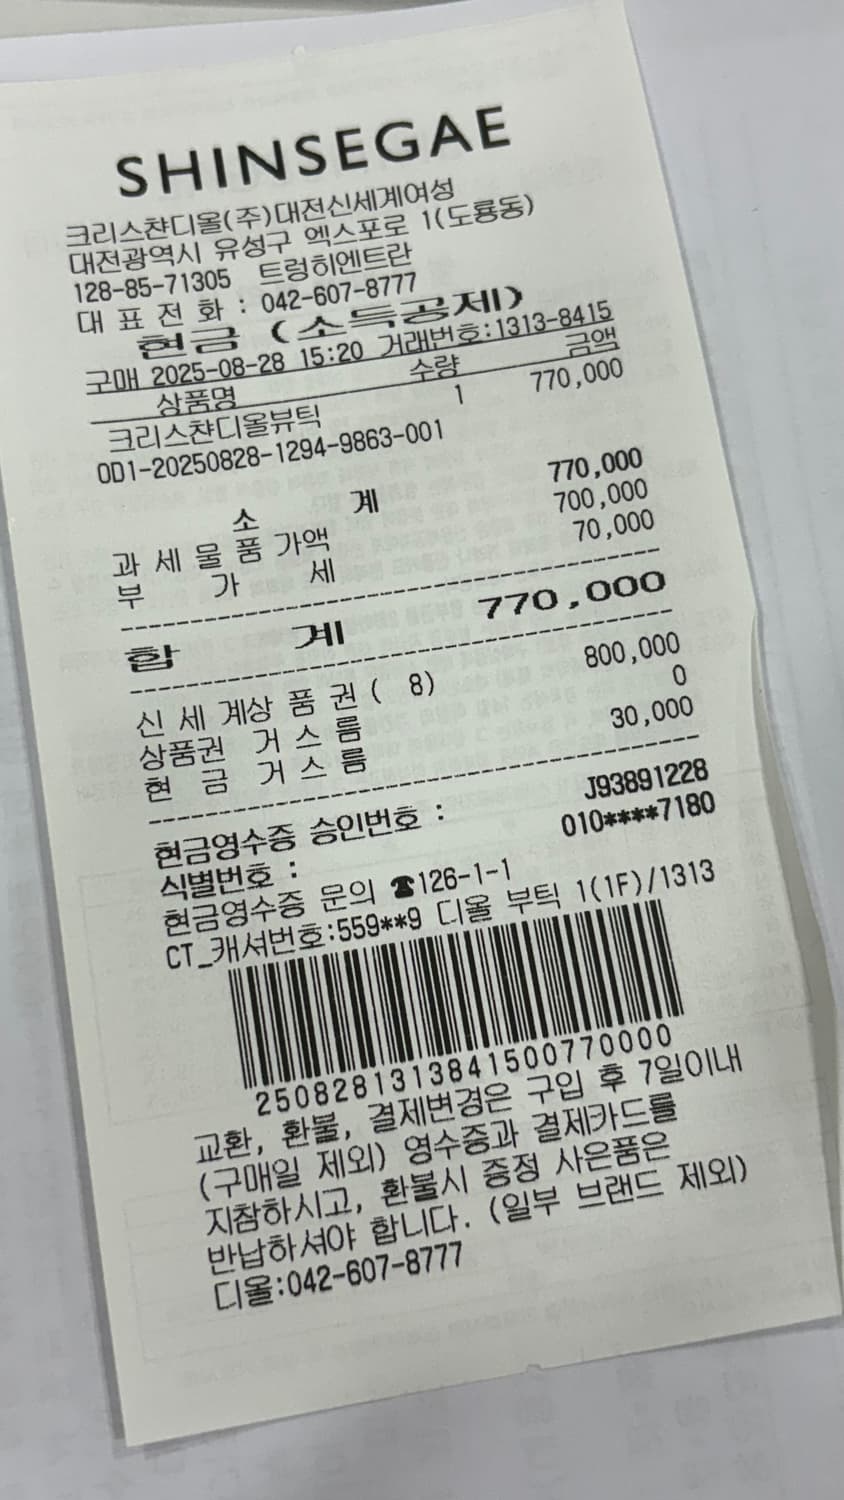 SHINSEGAE
크리스챤디올(주)대전신세계여성
대전광역시 유성구 엑스포로 1(도룡동)
128-85-71305 트렁히엔트란
대 표 전 화 : 042-607-8777
현금 (소득공제)
구매 2025-08-28 15:20 거래번호:1313-8415
상품명 수량 금액
크리스챤디올뷰틱 1 770,000
0D1-20250828-1294-9863-001
소 계 770,000
과 세 물 품 가액 700,000
부 가 세 70,000
합 계 770,000
신 세 계상 품 권 ( 8) 800,000
상품권 거 스 름 0
현 금 거 스 름 30,000
현금영수증 승인번호 : J93891228
식별번호 : 010****7180
현금영수증 문의 ☎126-1-1
CT_캐셔번호:559**9 디올 부틱 1(1F)/1313
2508281313841500770000
교환, 환불, 결제변경은 구입 후 7일이내
(구매일 제외) 영수증과 결제카드를
지참하시고, 환불시 증정 사은품은
반납하셔야 합니다. (일부 브랜드 제외)
디올:042-607-8777